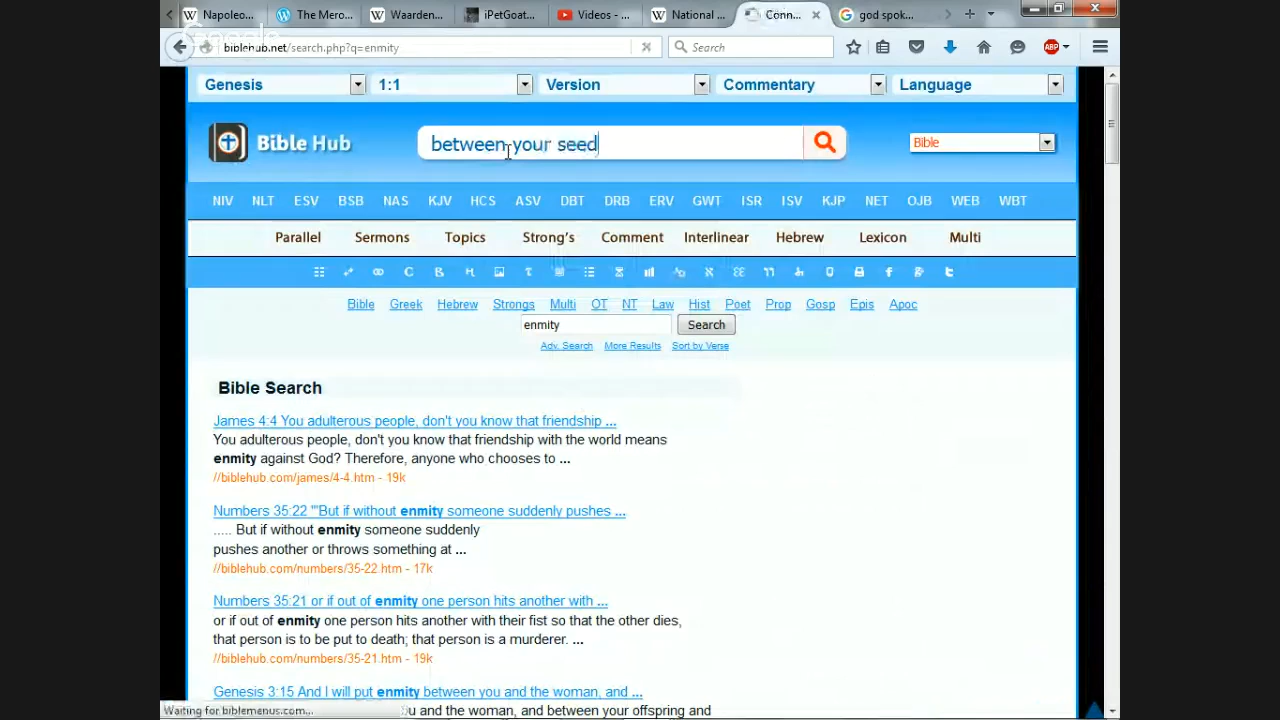 Napoleo...
The Mero...
Waarden...
iPetGoat...
Videos - ...
National ...
Conn...
god spok...
Google
biblehub.net/search.php?q=enmity
Search
ABP
Genesis
1:1
Version
Commentary
Language
Bible Hub
between your seed
Bible
NIV NLT ESV BSB NAS KJV HCS ASV DBT DRB ERV GWT ISR ISV KJP NET OJB WEB WBT
Parallel Sermons Topics Strong's Comment Interlinear Hebrew Lexicon Multi
Bible Greek Hebrew Strongs Multi OT NT Law Hist Poet Prop Gosp Epis Apoc
enmity
Search
Adv. Search More Results Sort by Verse
Bible Search
James 4:4 You adulterous people, don't you know that friendship ...
You adulterous people, don't you know that friendship with the world means
enmity against God? Therefore, anyone who chooses to ...
//biblehub.com/james/4-4.htm - 19k
Numbers 35:22 "'But if without enmity someone suddenly pushes ...
..... But if without enmity someone suddenly
pushes another or throws something at ...
//biblehub.com/numbers/35-22.htm - 17k
Numbers 35:21 or if out of enmity one person hits another with ...
or if out of enmity one person hits another with their fist so that the other dies,
that person is to be put to death; that person is a murderer. ...
//biblehub.com/numbers/35-21.htm - 19k
Genesis 3:15 And I will put enmity between you and the woman, and ...
u and the woman, and between your offspring and
Waiting for biblemenus.com...